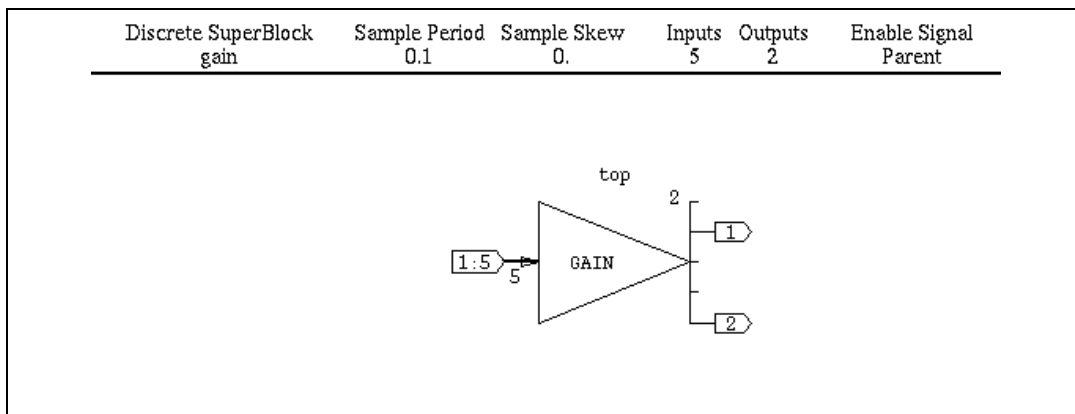 Discrete SuperBlock Sample Period Sample Skew Inputs Outputs Enable Signal
gain 0.1 0. 5 2 Parent
top
2
1
1:5
5
GAIN
2